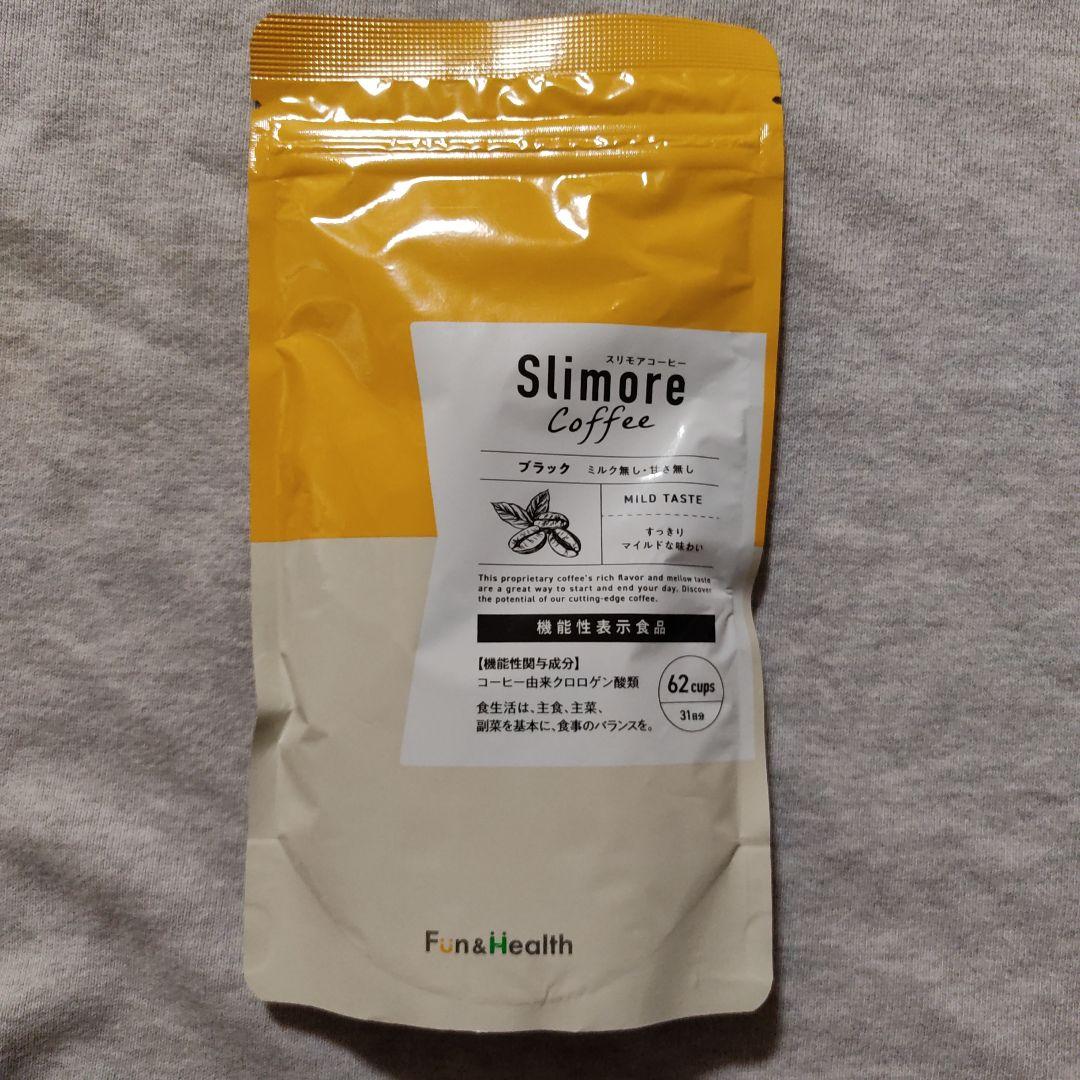 スリモアコーヒー
Slimore
Coffee
ブラック ミルク無し・甘さ無し
MILD TASTE
すっきり
マイルドな味わい
This proprietary coffee's rich flavor and mellow taste
are a great way to start and end your day. Discover
the potential of our cutting-edge coffee.
機能性表示食品
【機能性関与成分】
コーヒー由来クロロゲン酸類
食生活は、主食、主菜、
副菜を基本に、食事のバランスを。
62 cups
31日分
Fun&Health